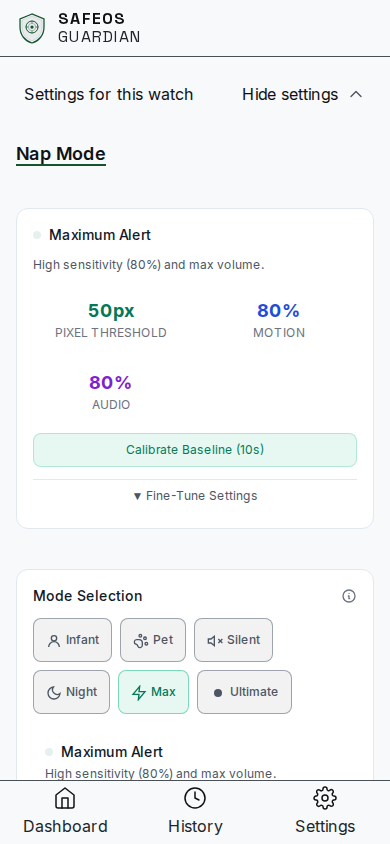 SAFEOS
GUARDIAN
Settings for this watch
Hide settings
Nap Mode
Maximum Alert
High sensitivity (80%) and max volume.
50px
PIXEL THRESHOLD
80%
MOTION
80%
AUDIO
Calibrate Baseline (10s)
▼ Fine-Tune Settings
Mode Selection
Infant
Pet
Silent
Night
Max
Ultimate
Maximum Alert
High sensitivity (80%) and max volume.
Dashboard
History
Settings